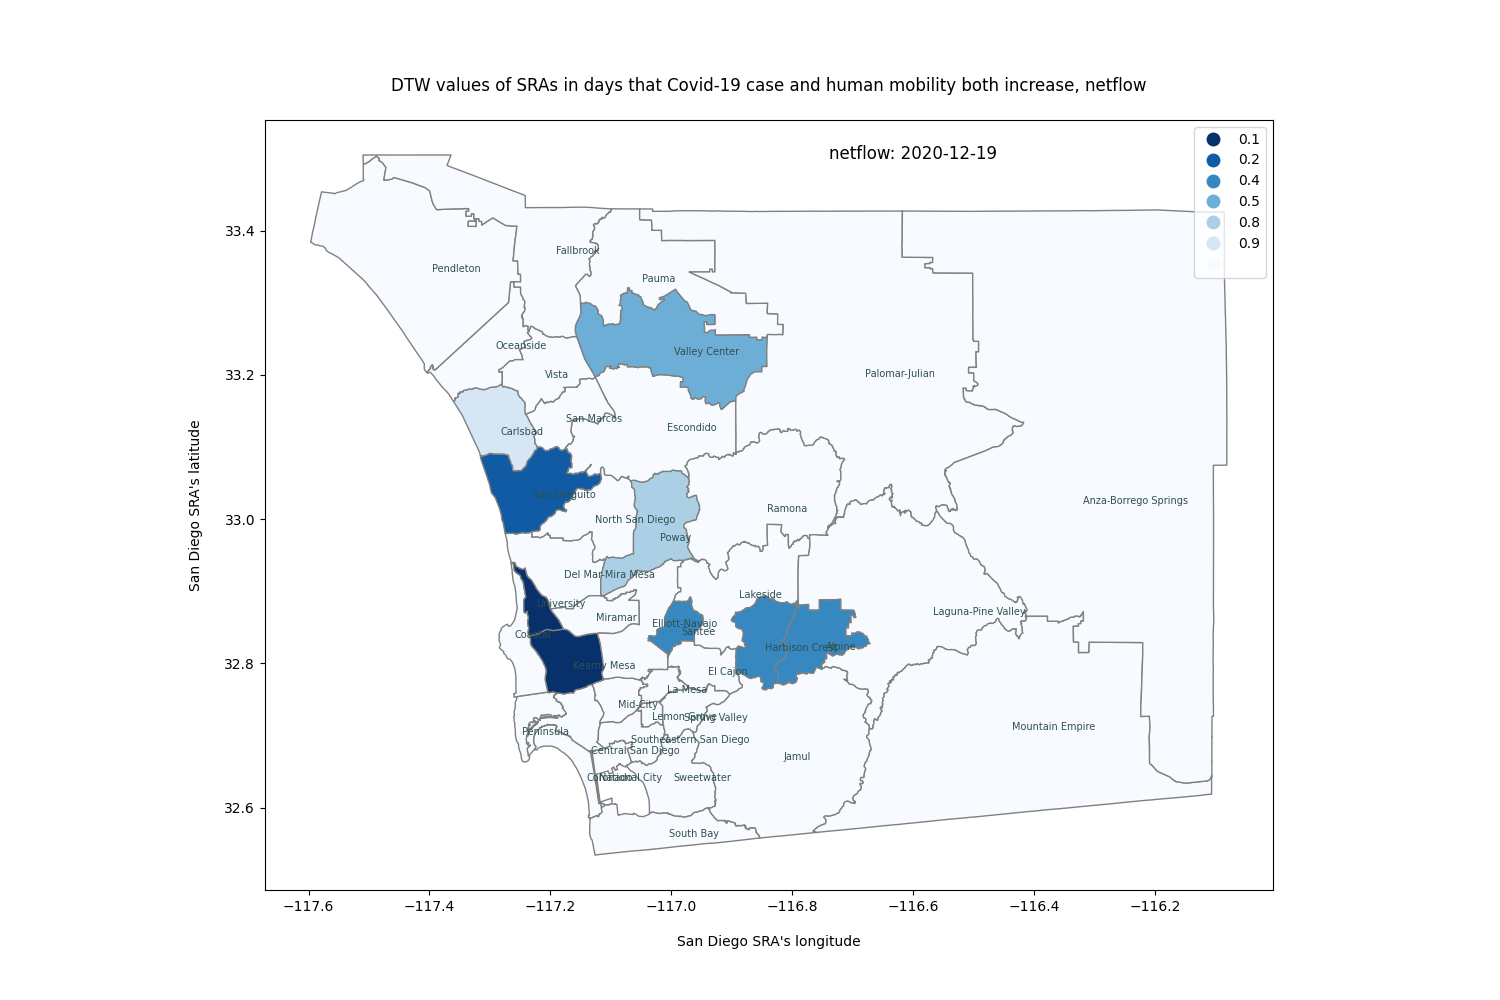 DTW values of SRAs in days that Covid-19 case and human mobility both increase, netflow
netflow: 2020-12-19
0.1
0.2
0.4
0.5
0.8
0.9
San Diego SRA's latitude
33.4
33.2
33.0
32.8
32.6
Fallbrook
Pendleton
Pauma
Oceanside
Valley Center
Vista
Palomar-Julian
San Marcos
Carlsbad
Escondido
San Dieguito
Anza-Borrego Springs
Ramona
North San Diego
Poway
Del Mar-Mira Mesa
Lakeside
University
Miramar
Laguna-Pine Valley
Elliott-Navajo
Santee
Coastal
Harbison Crest
Alpine
Kearny Mesa
El Cajon
La Mesa
Mid-City
Lemon Grove
Spring Valley
Mountain Empire
Peninsula
Southeastern San Diego
Central San Diego
Jamul
Coronado
National City
Sweetwater
South Bay
−117.6
−117.4
−117.2
−117.0
−116.8
−116.6
−116.4
−116.2
San Diego SRA's longitude